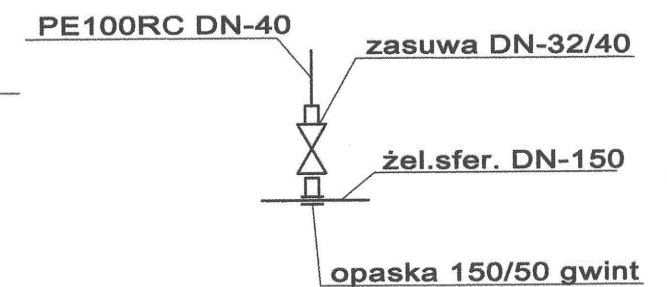 PE100RC DN-40
zasuwa DN-32/40
żel.sfer. DN-150
opaska 150/50 gwint